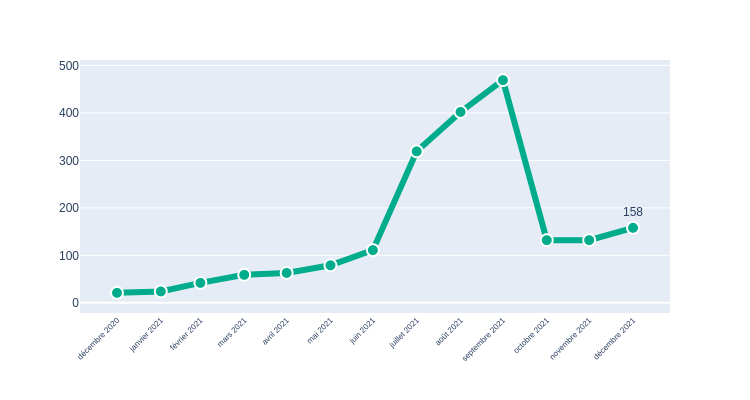 500
400
300
200
100
0
158
décembre 2020
janvier 2021
février 2021
mars 2021
avril 2021
mai 2021
juin 2021
juillet 2021
août 2021
septembre 2021
octobre 2021
novembre 2021
décembre 2021